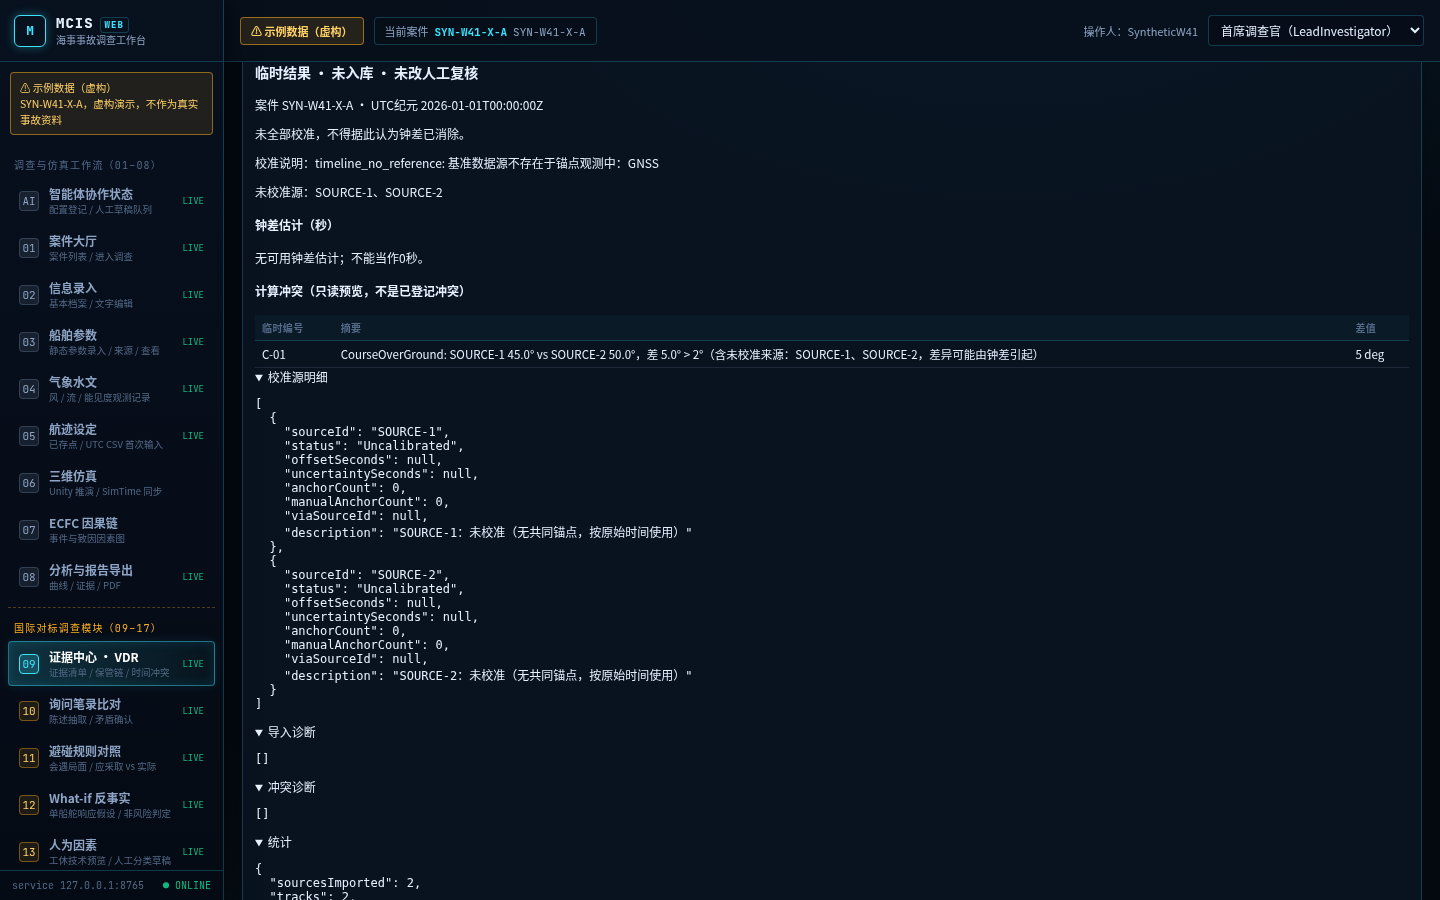 M
MCIS WEB
海事事故调查工作台
⚠ 示例数据（虚构）
SYN-W41-X-A，虚构演示，不作为真实
事故资料
调查与仿真工作流（01–08）
AI 智能体协作状态 LIVE
配置登记 / 人工草稿队列
01 案件大厅 LIVE
案件列表 / 进入调查
02 信息录入 LIVE
基本档案 / 文字编辑
03 船舶参数 LIVE
静态参数录入 / 来源 / 查看
04 气象水文 LIVE
风 / 流 / 能见度观测记录
05 航迹设定 LIVE
已存点 / UTC CSV 首次输入
06 三维仿真
Unity 推演 / SimTime 同步
07 ECFC 因果链
事件与致因因素图
08 分析与报告导出 LIVE
曲线 / 证据 / PDF
国际对标调查模块（09–17）
09 证据中心 · VDR LIVE
证据清单 / 保管链 / 时间冲突
10 询问笔录比对 LIVE
陈述抽取 / 矛盾确认
11 避碰规则对照 LIVE
会遇局面 / 应采取 vs 实际
12 What-if 反事实 LIVE
单船舵响应假设 / 非风险判定
13 人为因素 LIVE
工休技术预览 / 人工分类草稿
service 127.0.0.1:8765 ● ONLINE
⚠ 示例数据（虚构）
当前案件 SYN-W41-X-A SYN-W41-X-A
操作人：SyntheticW41
首席调查官（LeadInvestigator）
临时结果 · 未入库 · 未改人工复核
案件 SYN-W41-X-A · UTC纪元 2026-01-01T00:00:00Z
未全部校准，不得据此认为钟差已消除。
校准说明：timeline_no_reference: 基准数据源不存在于锚点观测中：GNSS
未校准源：SOURCE-1、SOURCE-2
钟差估计（秒）
无可用钟差估计；不能当作0秒。
计算冲突（只读预览，不是已登记冲突）
临时编号 摘要 差值
C-01 CourseOverGround: SOURCE-1 45.0° vs SOURCE-2 50.0°，差 5.0° > 2°（含未校准来源：SOURCE-1、SOURCE-2，差异可能由钟差引起） 5 deg
▼ 校准源明细
[
{
"sourceId": "SOURCE-1",
"status": "Uncalibrated",
"offsetSeconds": null,
"uncertaintySeconds": null,
"anchorCount": 0,
"manualAnchorCount": 0,
"viaSourceId": null,
"description": "SOURCE-1：未校准（无共同锚点，按原始时间使用）"
},
{
"sourceId": "SOURCE-2",
"status": "Uncalibrated",
"offsetSeconds": null,
"uncertaintySeconds": null,
"anchorCount": 0,
"manualAnchorCount": 0,
"viaSourceId": null,
"description": "SOURCE-2：未校准（无共同锚点，按原始时间使用）"
}
]
▼ 导入诊断
[]
▼ 冲突诊断
[]
▼ 统计
{
"sourcesImported": 2,
"tracks": 2,